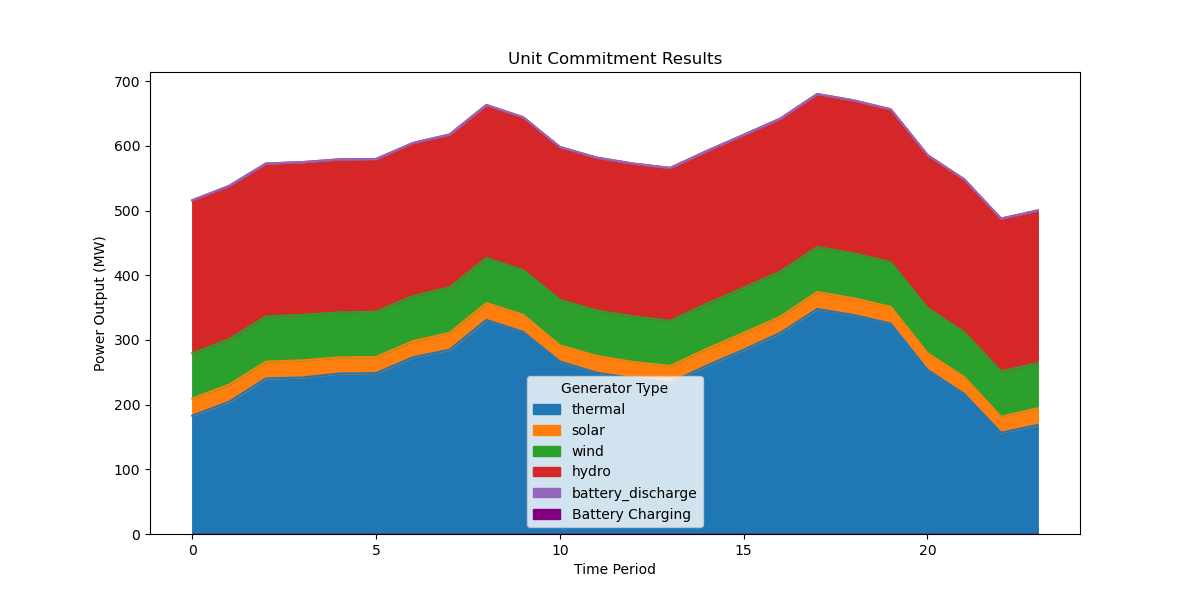 Unit Commitment Results
Power Output (MW)
700
600
500
400
300
200
100
0
Generator Type
thermal
solar
wind
hydro
battery_discharge
Battery Charging
0 5 10 15 20
Time Period